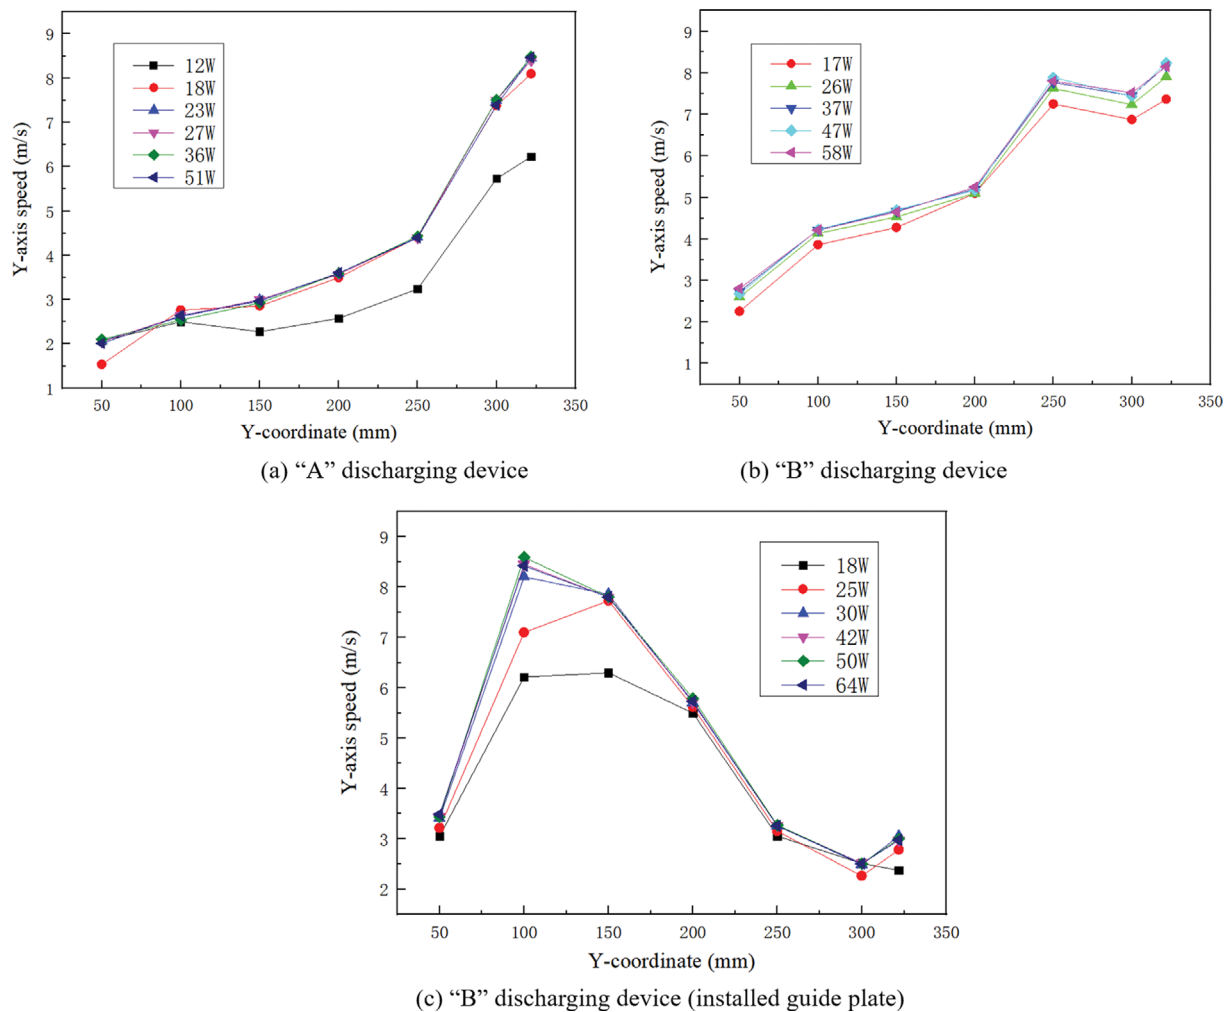 9
8
7
6
5
4
3
2
1
Y-axis speed (m/s)
12W
18W
23W
27W
36W
51W
50 100 150 200 250 300 350
Y-coordinate (mm)
(a) “A” discharging device
9
8
7
6
5
4
3
2
1
Y-axis speed (m/s)
17W
26W
37W
47W
58W
50 100 150 200 250 300 350
Y-coordinate (mm)
(b) “B” discharging device
9
8
7
6
5
4
3
2
Y-axis speed (m/s)
18W
25W
30W
42W
50W
64W
50 100 150 200 250 300 350
Y-coordinate (mm)
(c) “B” discharging device (installed guide plate)